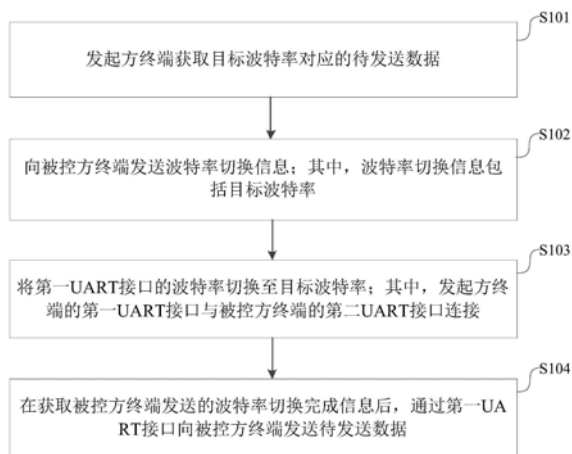 S101
发起方终端获取目标波特率对应的待发送数据
S102
向被控方终端发送波特率切换信息；其中，波特率切换信息包
括目标波特率
S103
将第一UART接口的波特率切换至目标波特率；其中，发起方终
端的第一UART接口与被控方终端的第二UART接口连接
S104
在获取被控方终端发送的波特率切换完成信息后，通过第一UA
RT接口向被控方终端发送待发送数据